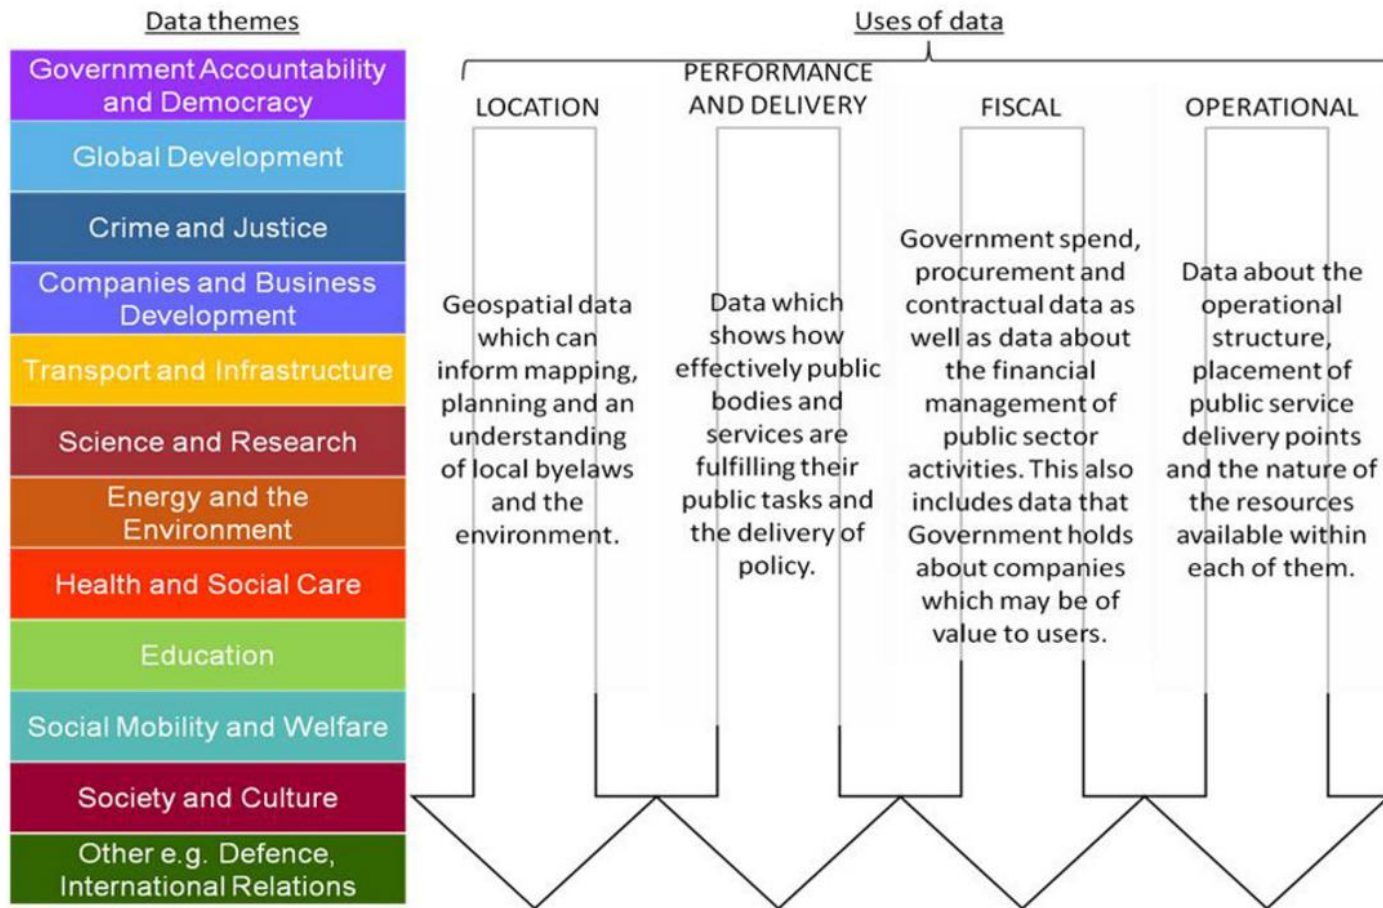 Data themes
Government Accountability
and Democracy
Global Development
Crime and Justice
Companies and Business
Development
Transport and Infrastructure
Science and Research
Energy and the
Environment
Health and Social Care
Education
Social Mobility and Welfare
Society and Culture
Other e.g. Defence,
International Relations
Uses of data
LOCATION
Geospatial data
which can
inform mapping,
planning and an
understanding
of local byelaws
and the
environment.
PERFORMANCE
AND DELIVERY
Data which
shows how
effectively public
bodies and
services are
fulfilling their
public tasks and
the delivery of
policy.
FISCAL
Government spend,
procurement and
contractual data as
well as data about
the financial
management of
public sector
activities. This also
includes data that
Government holds
about companies
which may be of
value to users.
OPERATIONAL
Data about the
operational
structure,
placement of
public service
delivery points
and the nature of
the resources
available within
each of them.